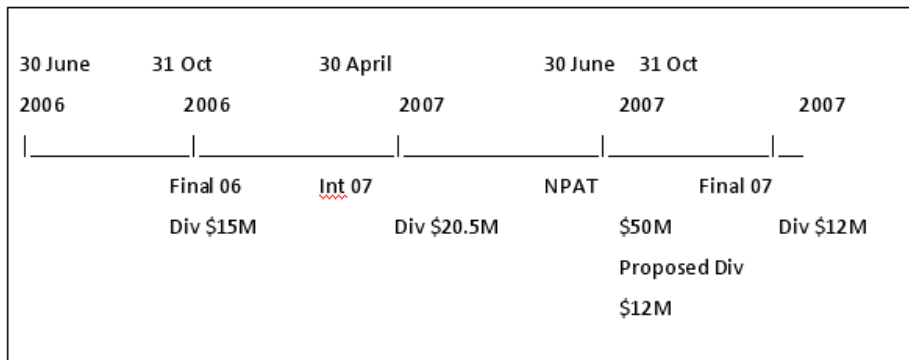 30 June 31 Oct 30 April 30 June 31 Oct
2006 2006 2007 2007 2007
Final 06 Int 07 NPAT Final 07
Div $15M Div $20.5M $50M Div $12M
Proposed Div
$12M